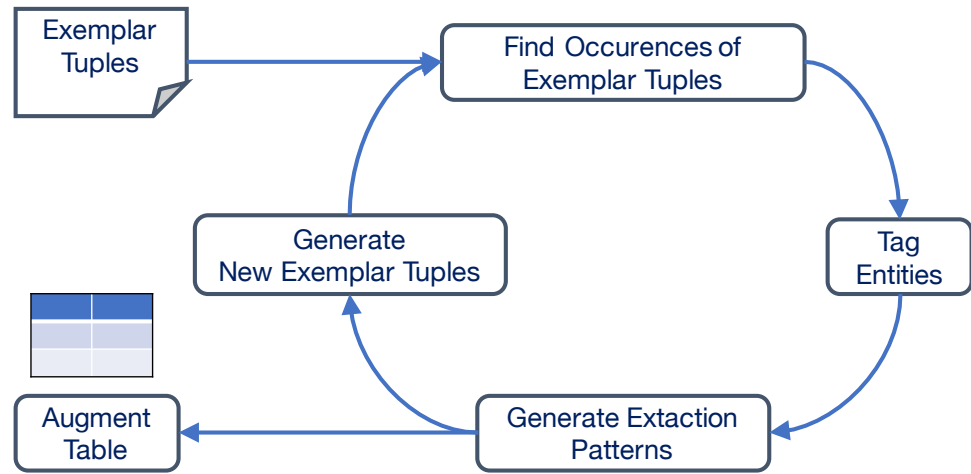 Exemplar
Tuples
Find Occurences of
Exemplar Tuples
Tag
Entities
Generate
New Exemplar Tuples
Generate Extaction
Patterns
Augment
Table